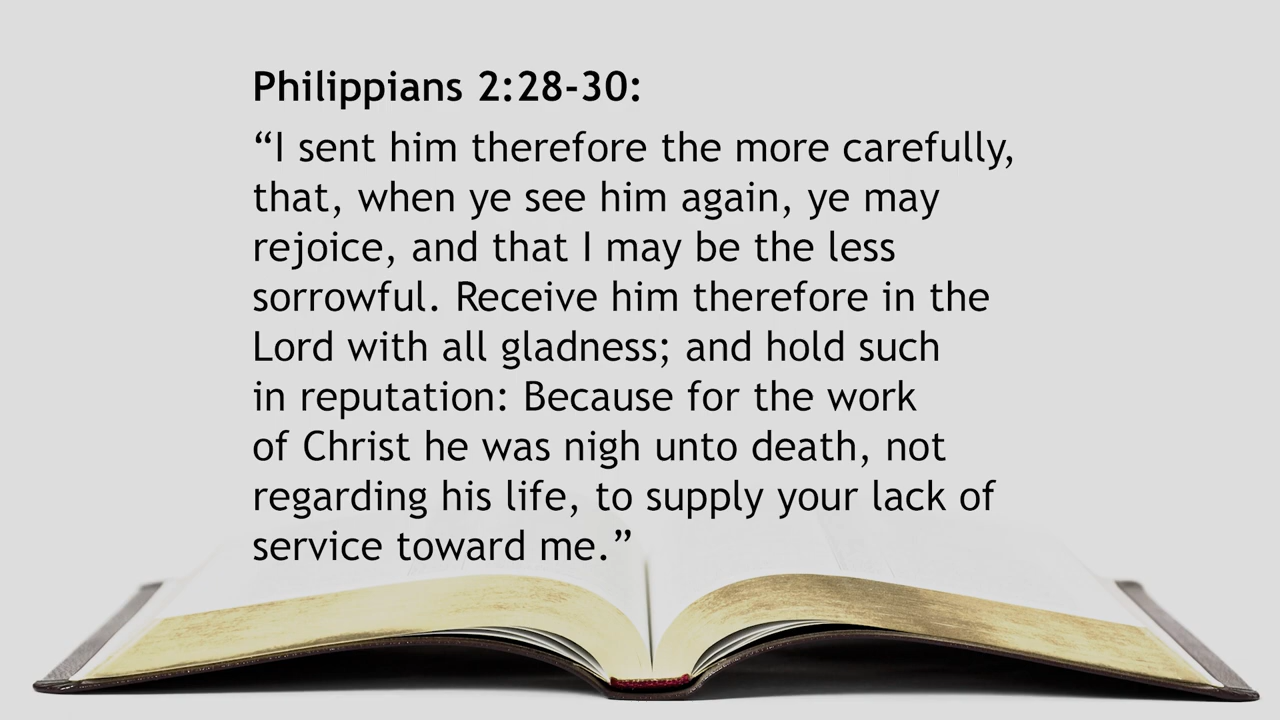 Philippians 2:28-30:
“I sent him therefore the more carefully,
that, when ye see him again, ye may
rejoice, and that I may be the less
sorrowful. Receive him therefore in the
Lord with all gladness; and hold such
in reputation: Because for the work
of Christ he was nigh unto death, not
regarding his life, to supply your lack of
service toward me.”